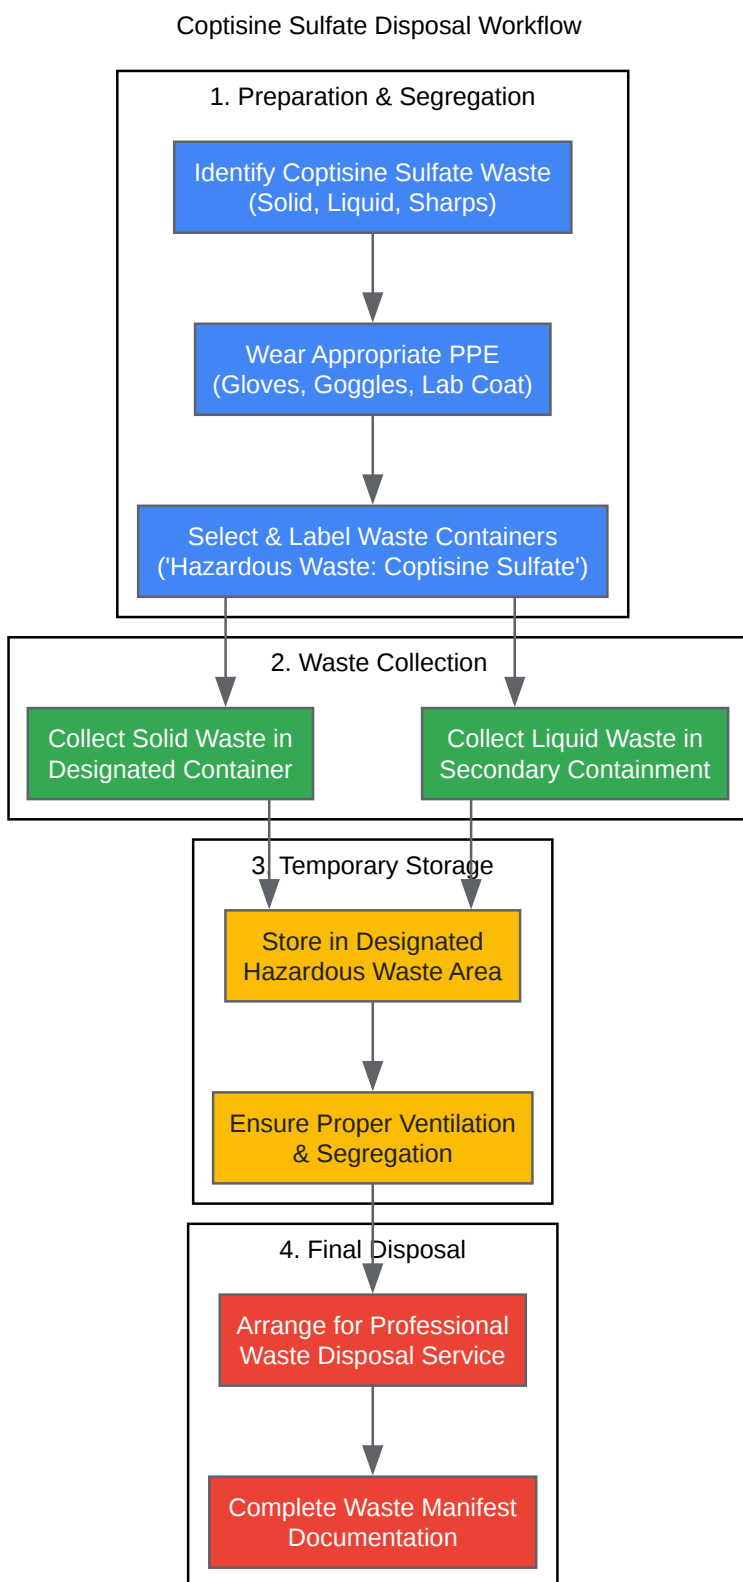 Coptisine Sulfate Disposal Workflow
1. Preparation & Segregation
Identify Coptisine Sulfate Waste
(Solid, Liquid, Sharps)
Wear Appropriate PPE
(Gloves, Goggles, Lab Coat)
Select & Label Waste Containers
('Hazardous Waste: Coptisine Sulfate')
2. Waste Collection
Collect Solid Waste in
Designated Container
Collect Liquid Waste in
Secondary Containment
3. Temporary Storage
Store in Designated
Hazardous Waste Area
Ensure Proper Ventilation
& Segregation
4. Final Disposal
Arrange for Professional
Waste Disposal Service
Complete Waste Manifest
Documentation